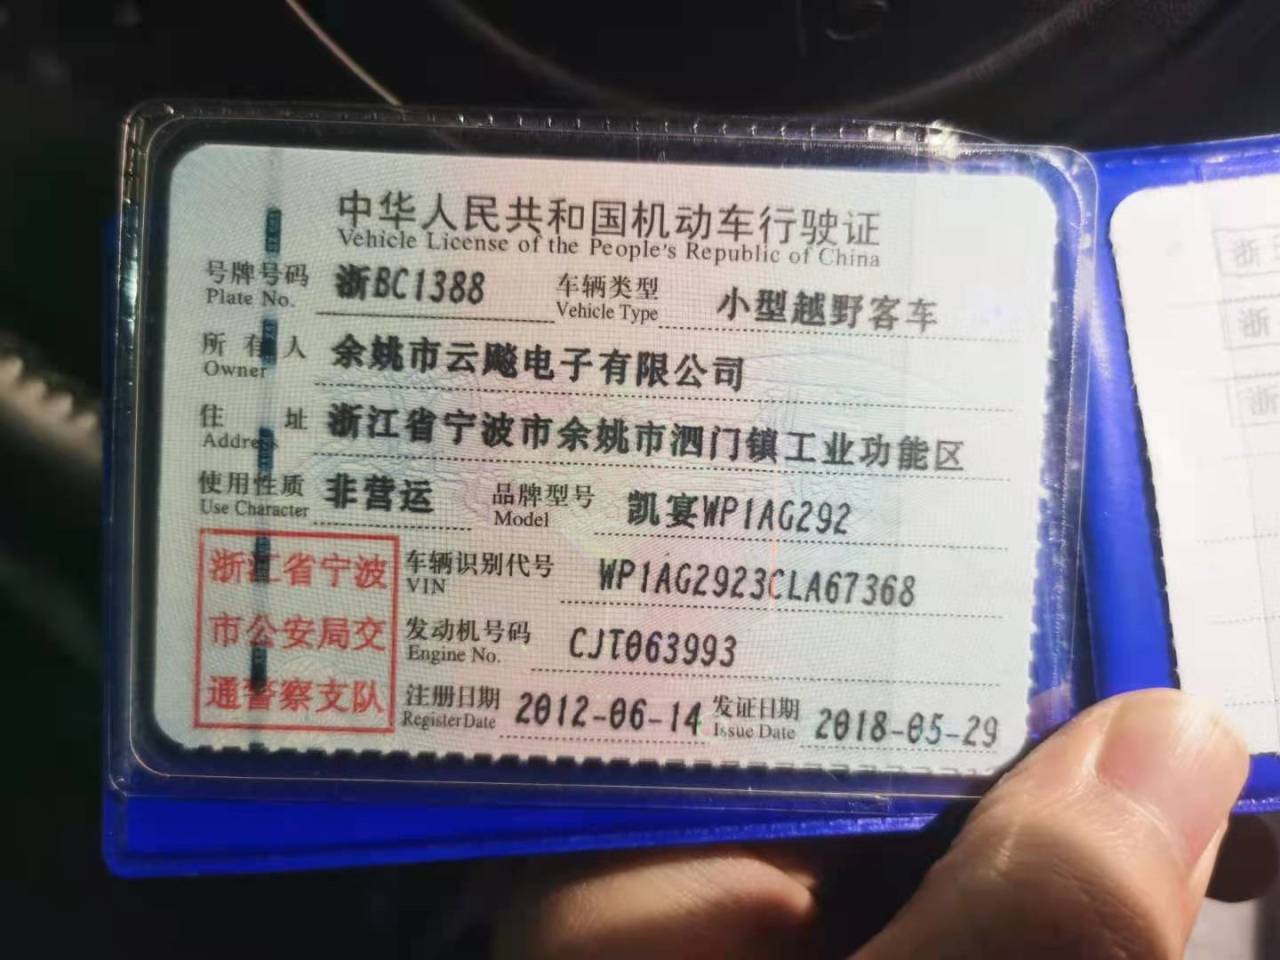 中华人民共和国机动车行驶证
Vehicle License of the People's Republic of China
号牌号码 浙BC1388 车辆类型 小型越野客车
Plate No. Vehicle Type
所有人 余姚市云飚电子有限公司
Owner
住址 浙江省宁波市余姚市泗门镇工业功能区
Address
使用性质 非营运 品牌型号 凯宴WP1AG292
Use Character Model
浙江省宁波
市公安局交
通警察支队
车辆识别代号 WP1AG2923CLA67368
VIN
发动机号码 CJT063993
Engine No.
注册日期 2012-06-14 发证日期 2018-05-29
Register Date Issue Date
浙
浙
浙